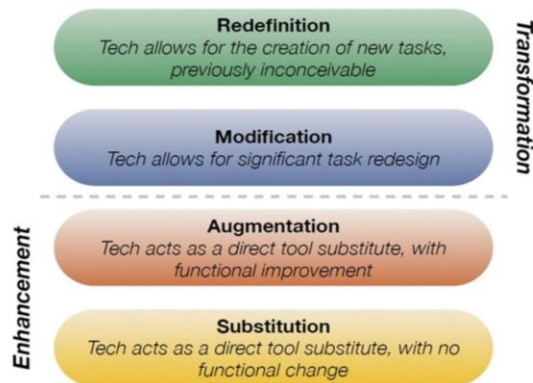 Redefinition
Tech allows for the creation of new tasks,
previously inconceivable
Transformation
Modification
Tech allows for significant task redesign
Enhancement
Augmentation
Tech acts as a direct tool substitute, with
functional improvement
Substitution
Tech acts as a direct tool substitute, with no
functional change